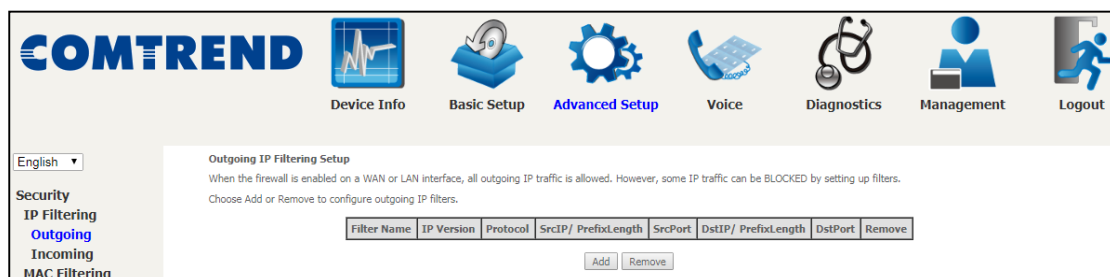 COMTREND
Device Info Basic Setup Advanced Setup Voice Diagnostics Management Logout
English
Security
IP Filtering
Outgoing
Incoming
MAC Filtering
Outgoing IP Filtering Setup
When the firewall is enabled on a WAN or LAN interface, all outgoing IP traffic is allowed. However, some IP traffic can be BLOCKED by setting up filters.
Choose Add or Remove to configure outgoing IP filters.
Filter Name IP Version Protocol SrcIP/ PrefixLength SrcPort DstIP/ PrefixLength DstPort Remove
Add Remove